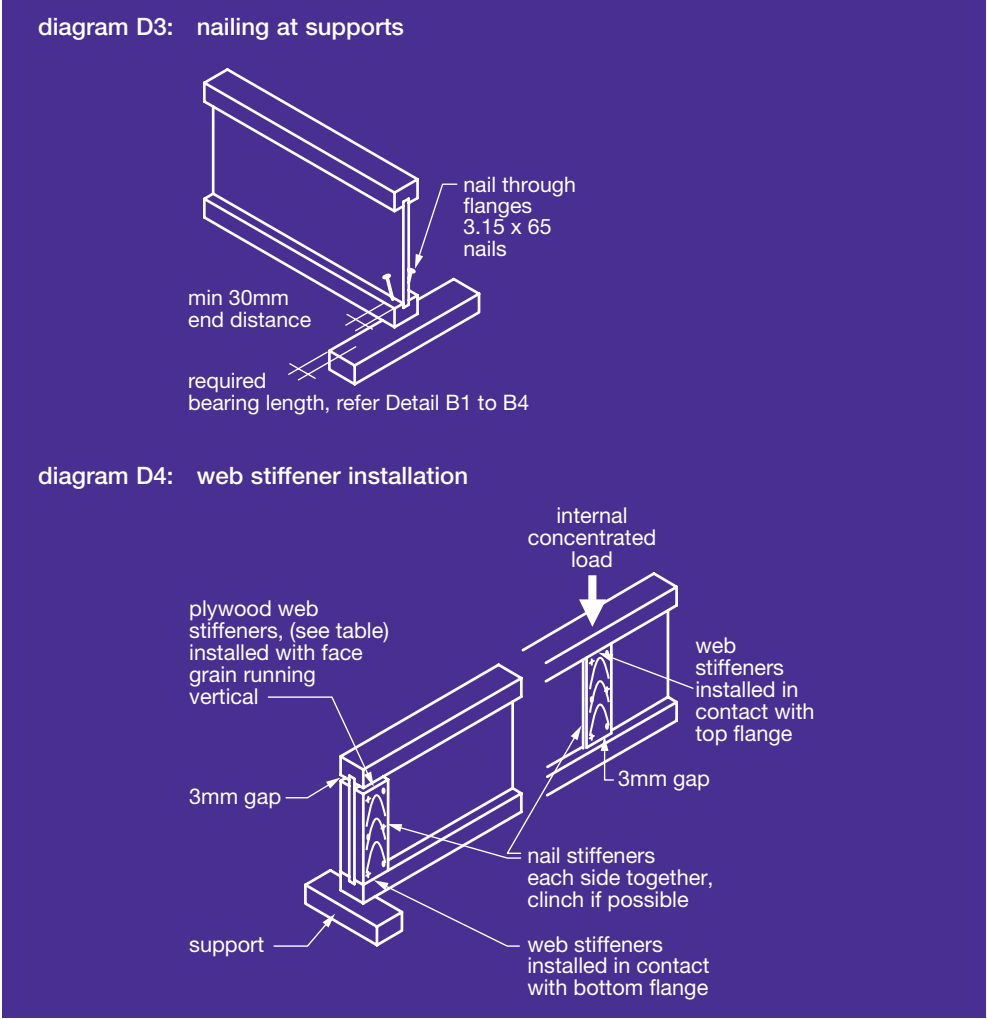 diagram D3: nailing at supports
nail through
flanges
3.15 x 65
nails
min 30mm
end distance
required
bearing length, refer Detail B1 to B4
diagram D4: web stiffener installation
internal
concentrated
load
plywood web
stiffeners, (see table)
installed with face
grain running
vertical
web
stiffeners
installed in
contact with
top flange
3mm gap
3mm gap
nail stiffeners
each side together,
clinch if possible
support
web stiffeners
installed in contact
with bottom flange